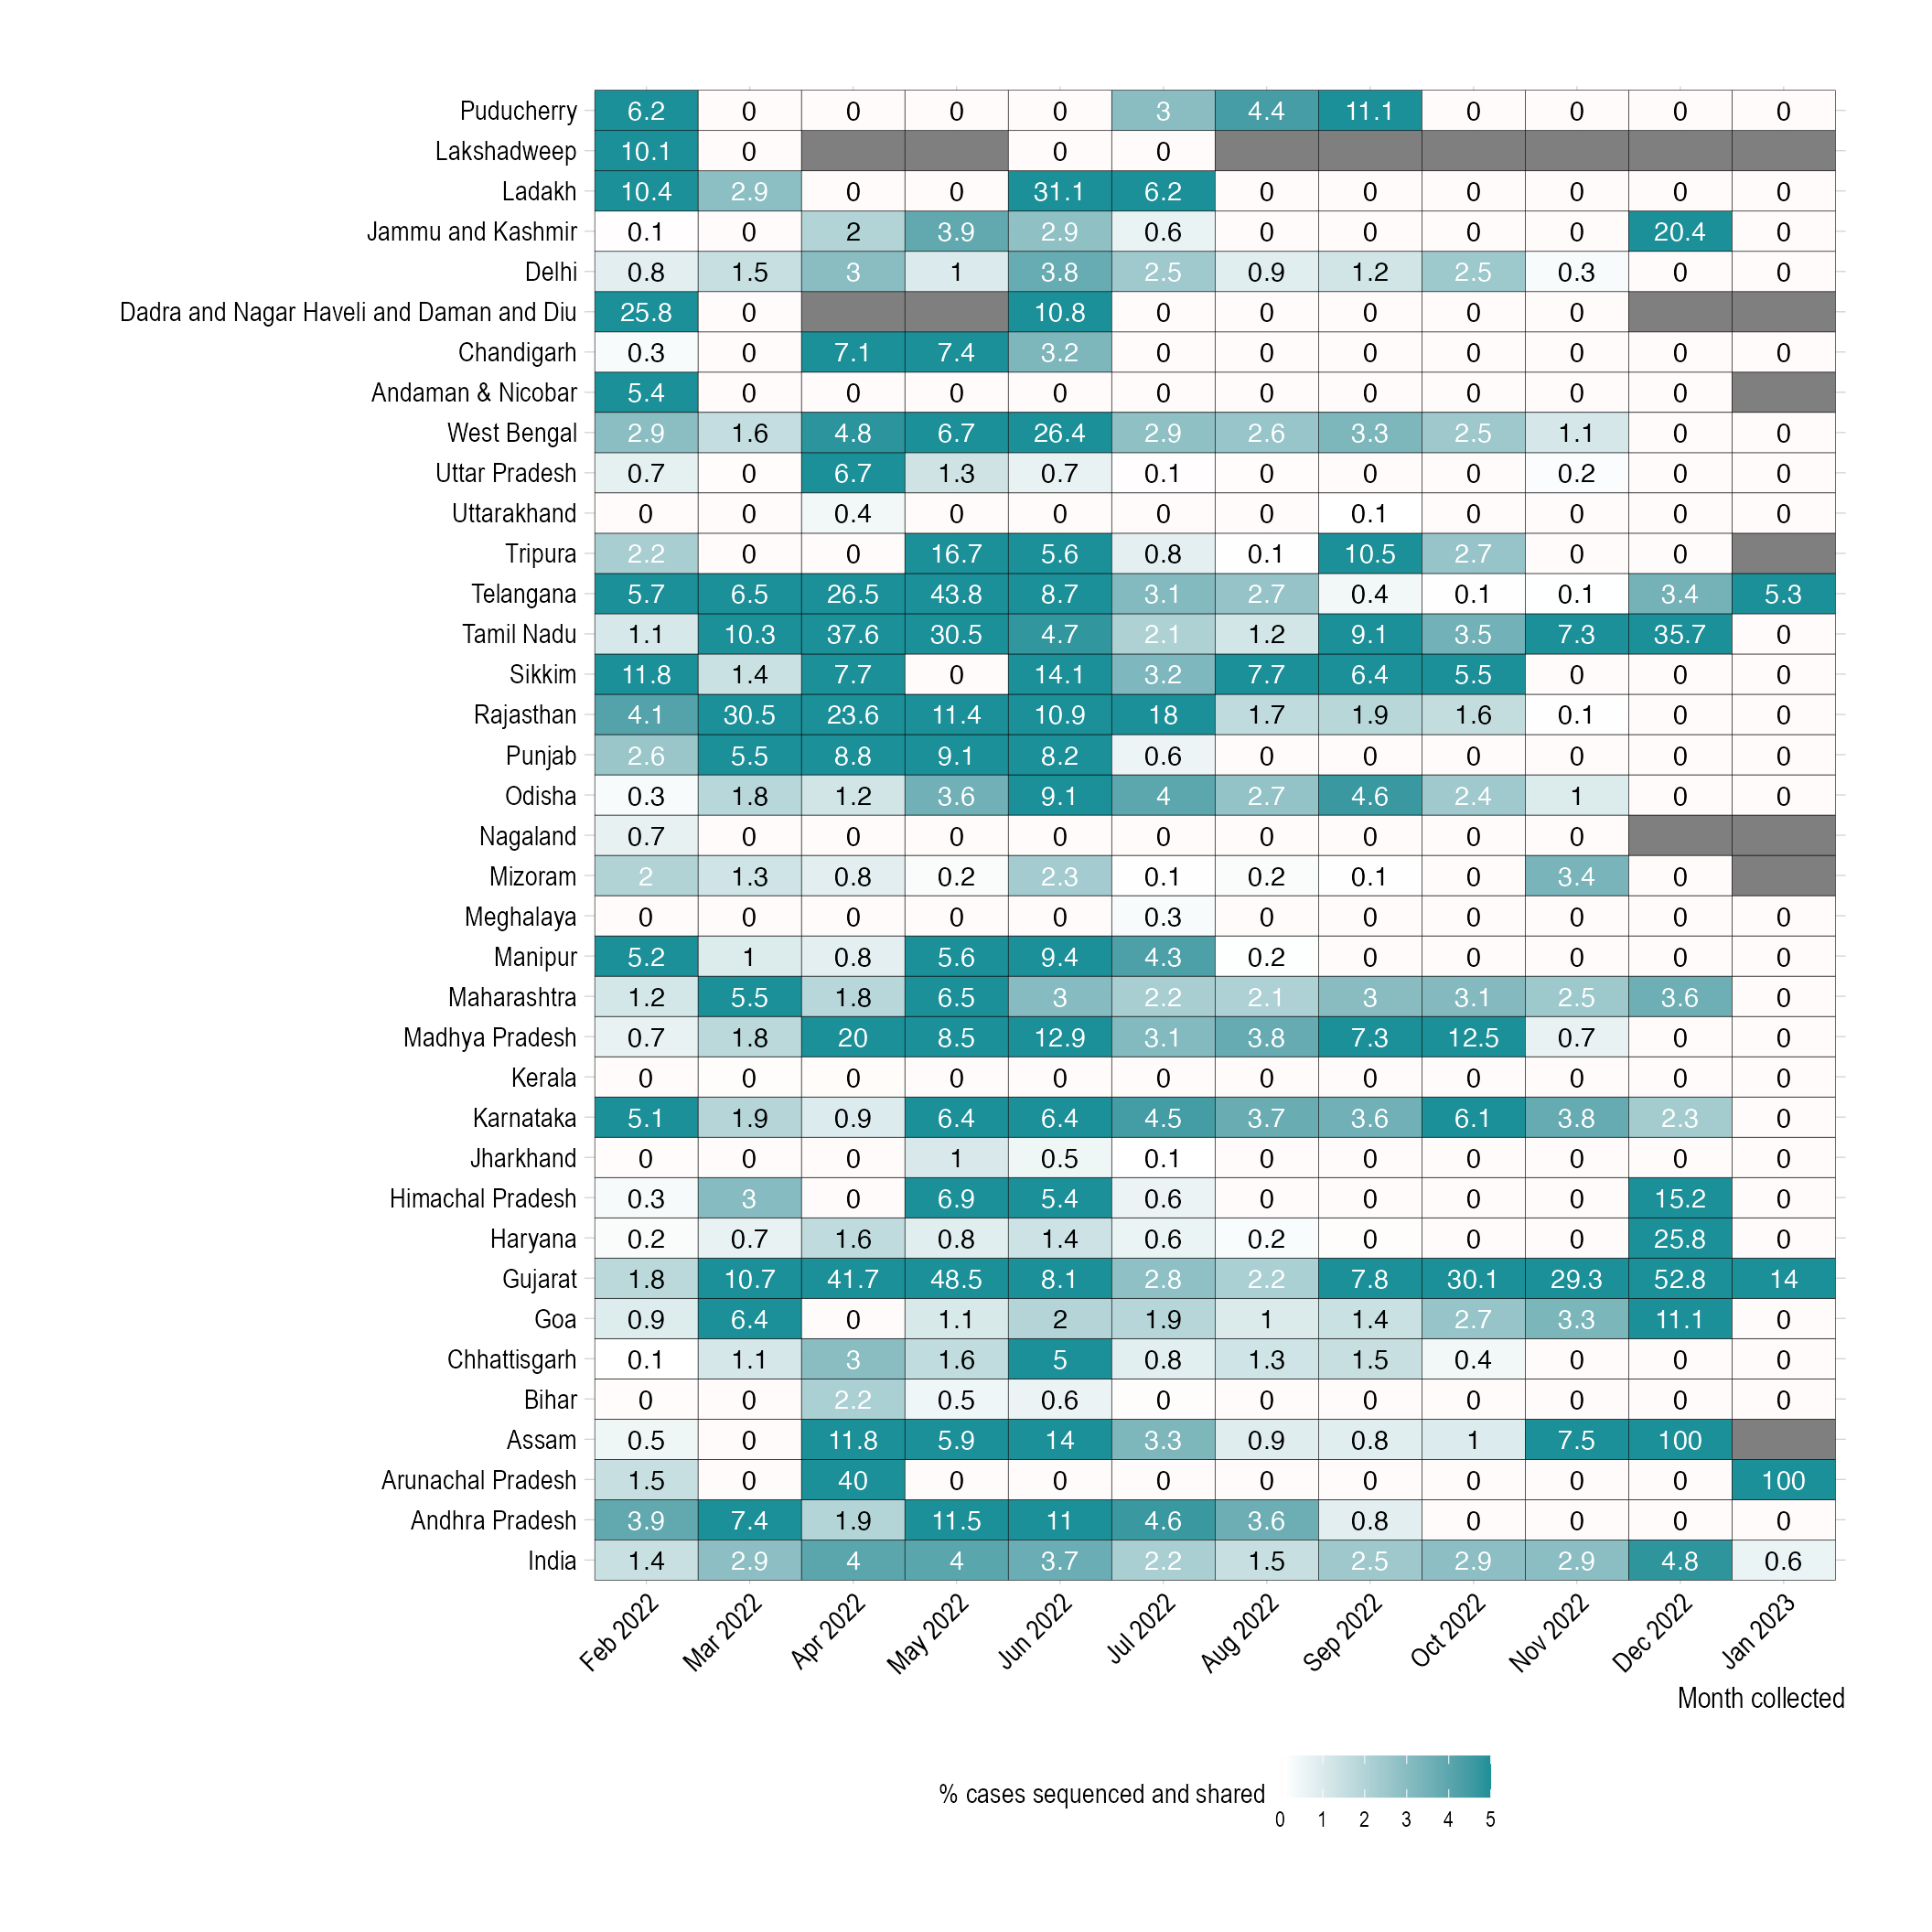 Puducherry 6.2 0 0 0 0 3 4.4 11.1 0 0 0 0
Lakshadweep 10.1 0 0 0
Ladakh 10.4 2.9 0 0 31.1 6.2 0 0 0 0 0 0
Jammu and Kashmir 0.1 0 2 3.9 2.9 0.6 0 0 0 0 20.4 0
Delhi 0.8 1.5 3 1 3.8 2.5 0.9 1.2 2.5 0.3 0 0
Dadra and Nagar Haveli and Daman and Diu 25.8 0 10.8 0 0 0 0 0
Chandigarh 0.3 0 7.1 7.4 3.2 0 0 0 0 0 0 0
Andaman & Nicobar 5.4 0 0 0 0 0 0 0 0 0 0
West Bengal 2.9 1.6 4.8 6.7 26.4 2.9 2.6 3.3 2.5 1.1 0 0
Uttar Pradesh 0.7 0 6.7 1.3 0.7 0.1 0 0 0 0.2 0 0
Uttarakhand 0 0 0.4 0 0 0 0 0.1 0 0 0 0
Tripura 2.2 0 0 16.7 5.6 0.8 0.1 10.5 2.7 0 0
Telangana 5.7 6.5 26.5 43.8 8.7 3.1 2.7 0.4 0.1 0.1 3.4 5.3
Tamil Nadu 1.1 10.3 37.6 30.5 4.7 2.1 1.2 9.1 3.5 7.3 35.7 0
Sikkim 11.8 1.4 7.7 0 14.1 3.2 7.7 6.4 5.5 0 0 0
Rajasthan 4.1 30.5 23.6 11.4 10.9 18 1.7 1.9 1.6 0.1 0 0
Punjab 2.6 5.5 8.8 9.1 8.2 0.6 0 0 0 0 0 0
Odisha 0.3 1.8 1.2 3.6 9.1 4 2.7 4.6 2.4 1 0 0
Nagaland 0.7 0 0 0 0 0 0 0 0 0
Mizoram 2 1.3 0.8 0.2 2.3 0.1 0.2 0.1 0 3.4 0
Meghalaya 0 0 0 0 0 0.3 0 0 0 0 0 0
Manipur 5.2 1 0.8 5.6 9.4 4.3 0.2 0 0 0 0 0
Maharashtra 1.2 5.5 1.8 6.5 3 2.2 2.1 3 3.1 2.5 3.6 0
Madhya Pradesh 0.7 1.8 20 8.5 12.9 3.1 3.8 7.3 12.5 0.7 0 0
Kerala 0 0 0 0 0 0 0 0 0 0 0 0
Karnataka 5.1 1.9 0.9 6.4 6.4 4.5 3.7 3.6 6.1 3.8 2.3 0
Jharkhand 0 0 0 1 0.5 0.1 0 0 0 0 0 0
Himachal Pradesh 0.3 3 0 6.9 5.4 0.6 0 0 0 0 15.2 0
Haryana 0.2 0.7 1.6 0.8 1.4 0.6 0.2 0 0 0 25.8 0
Gujarat 1.8 10.7 41.7 48.5 8.1 2.8 2.2 7.8 30.1 29.3 52.8 14
Goa 0.9 6.4 0 1.1 2 1.9 1 1.4 2.7 3.3 11.1 0
Chhattisgarh 0.1 1.1 3 1.6 5 0.8 1.3 1.5 0.4 0 0 0
Bihar 0 0 2.2 0.5 0.6 0 0 0 0 0 0 0
Assam 0.5 0 11.8 5.9 14 3.3 0.9 0.8 1 7.5 100
Arunachal Pradesh 1.5 0 40 0 0 0 0 0 0 0 0 100
Andhra Pradesh 3.9 7.4 1.9 11.5 11 4.6 3.6 0.8 0 0 0 0
India 1.4 2.9 4 4 3.7 2.2 1.5 2.5 2.9 2.9 4.8 0.6
Feb 2022 Mar 2022 Apr 2022 May 2022 Jun 2022 Jul 2022 Aug 2022 Sep 2022 Oct 2022 Nov 2022 Dec 2022 Jan 2023
Month collected
% cases sequenced and shared
0 1 2 3 4 5